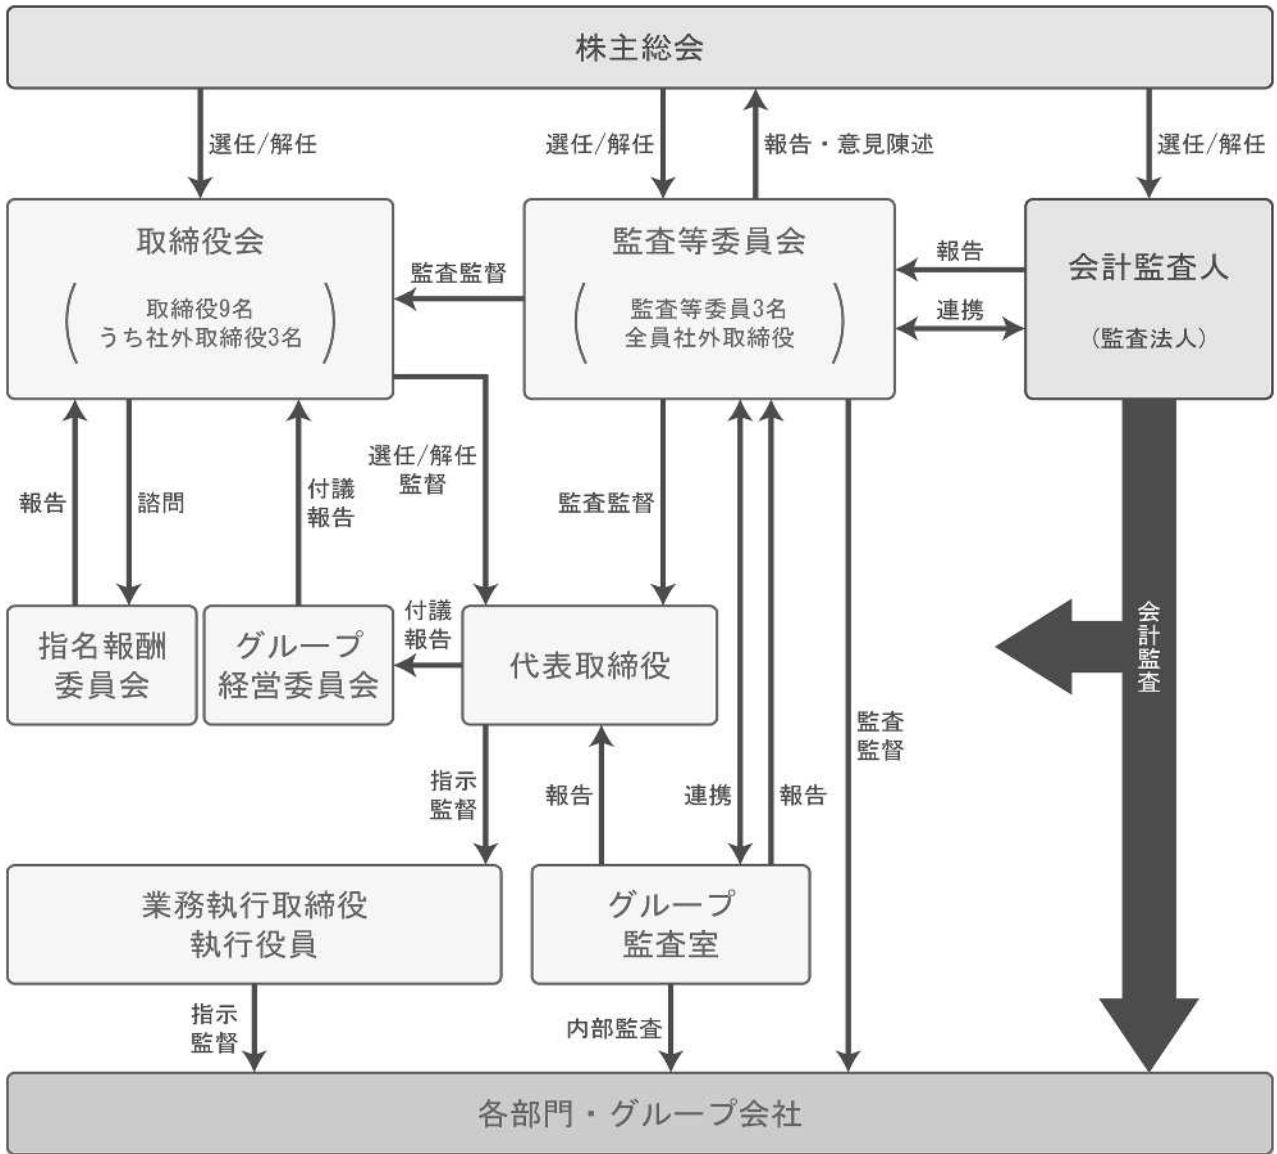 株主総会
選任/解任
選任/解任
報告・意見陳述
選任/解任
取締役会
取締役9名
うち社外取締役3名
監査監督
監査等委員会
監査等委員3名
全員社外取締役
報告
連携
会計監査人
(監査法人)
報告
諮問
付議
報告
選任/解任
監督
監査監督
指名報酬
委員会
グループ
経営委員会
付議
報告
代表取締役
会計監査
監査
監督
指示
監督
報告
連携
報告
業務執行取締役
執行役員
グループ
監査室
指示
監督
内部監査
各部門・グループ会社